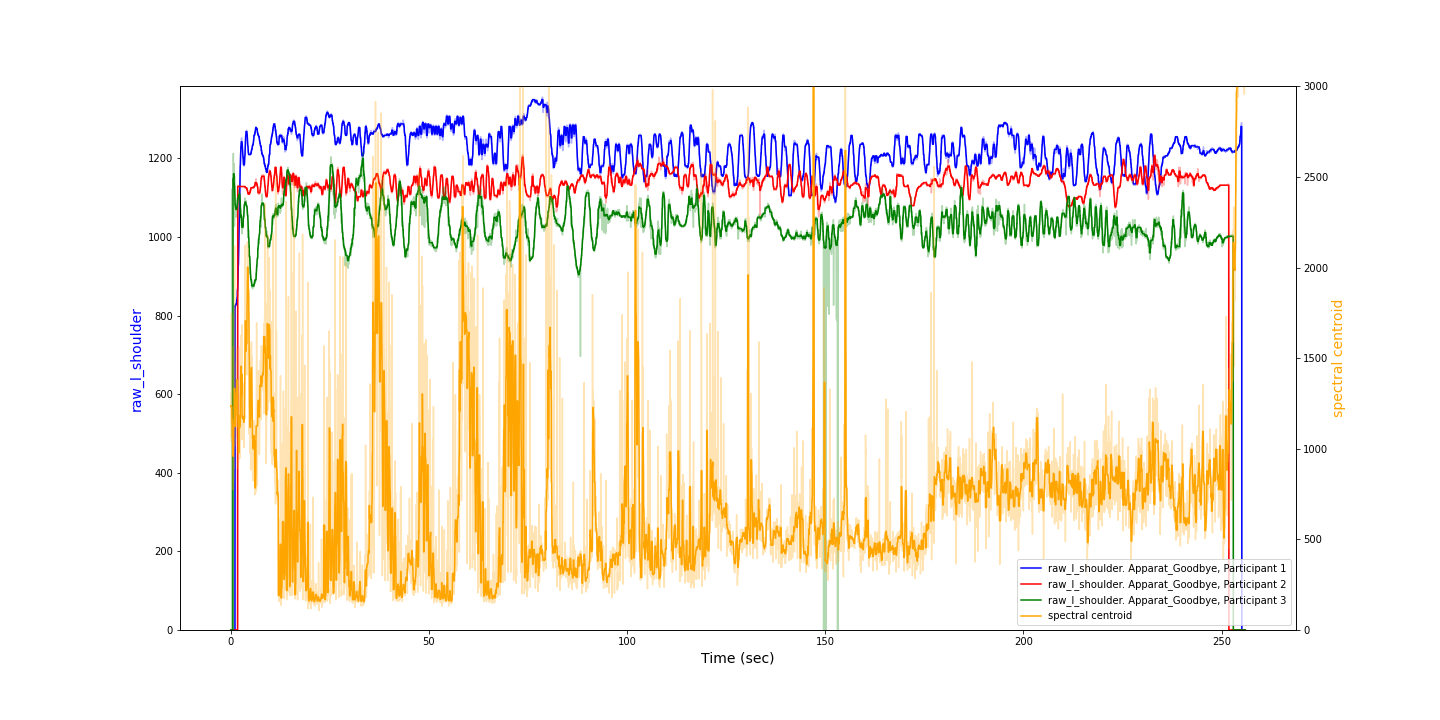 3000
2500
2000
1500
1000
500
0
1200
1000
800
600
400
200
0
raw_l_shoulder
spectral centroid
raw_l_shoulder. Apparat_Goodbye, Participant 1
raw_l_shoulder. Apparat_Goodbye, Participant 2
raw_l_shoulder. Apparat_Goodbye, Participant 3
spectral centroid
0 50 100 150 200 250
Time (sec)